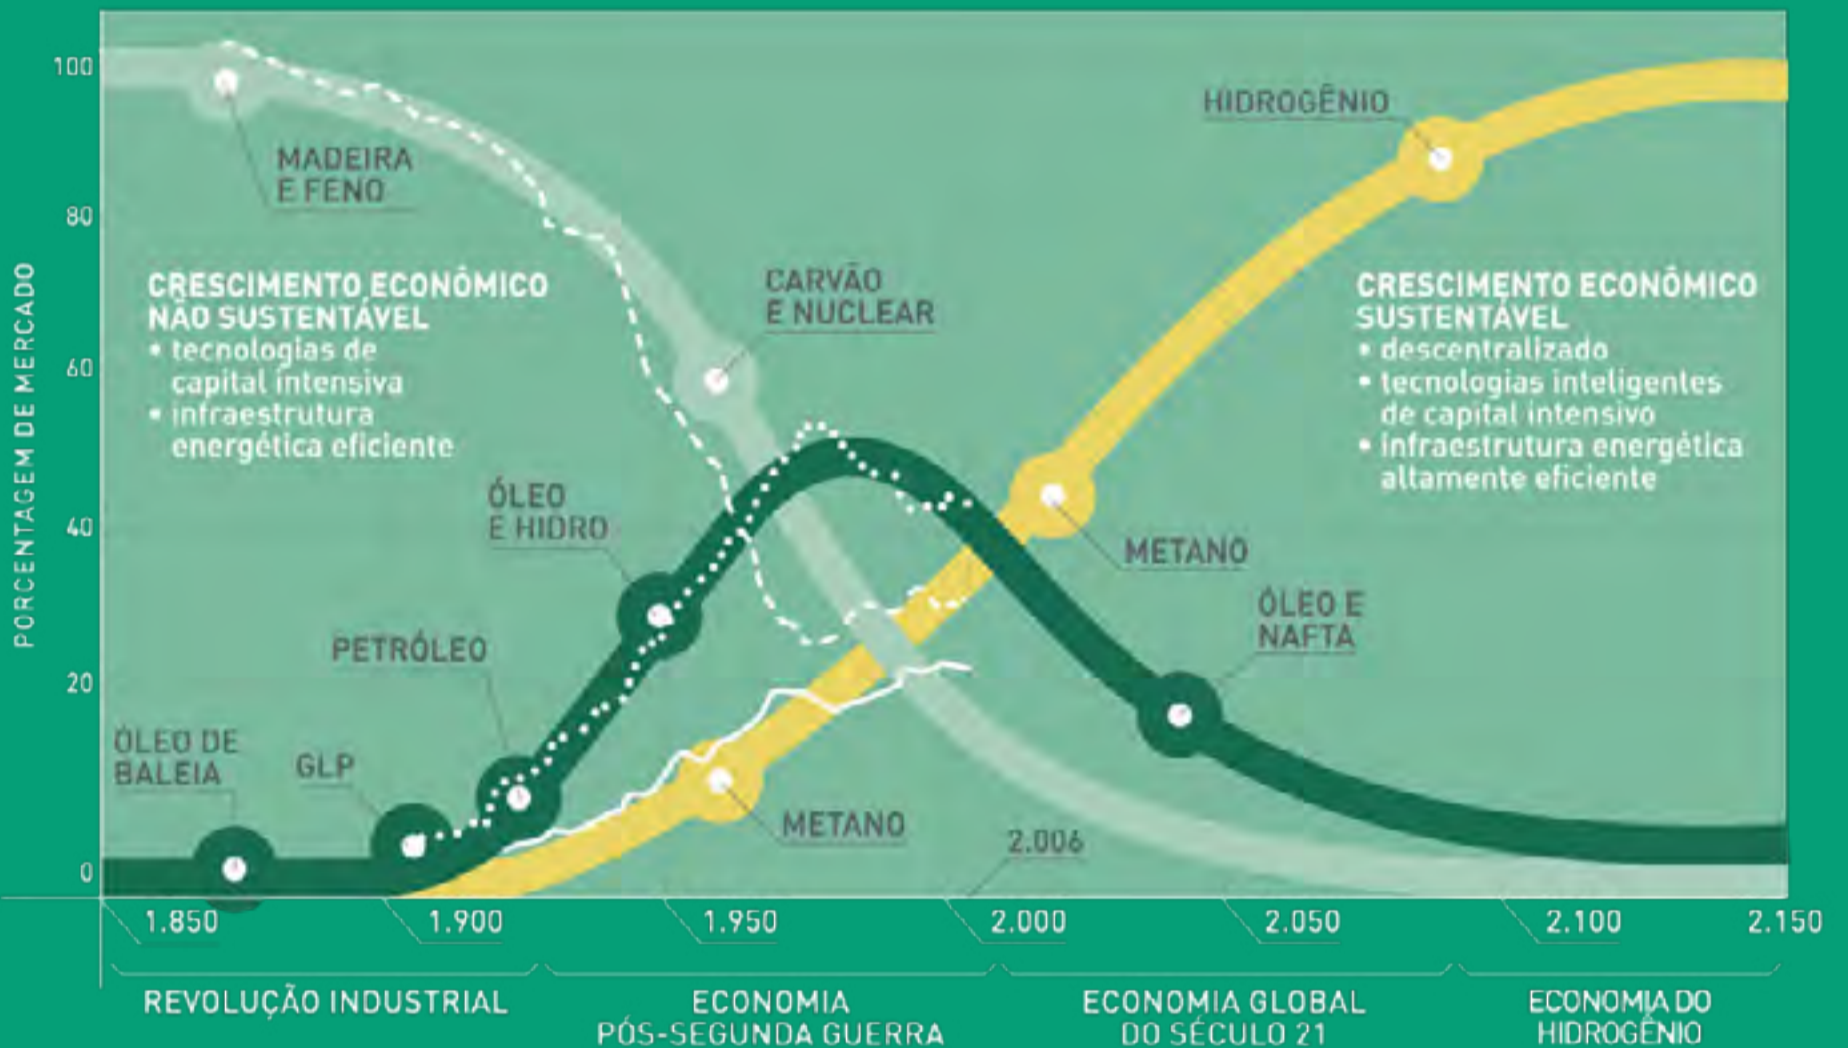 PORCENTAGEM DE MERCADO
100
80
60
40
20
0
MADEIRA
E FENO
CRESCIMENTO ECONÔMICO
NÃO SUSTENTÁVEL
• tecnologias de
capital intensiva
• infraestrutura
energética eficiente
CARVÃO
E NUCLEAR
HIDROGÊNIO
CRESCIMENTO ECONÔMICO
SUSTENTÁVEL
• descentralizado
• tecnologias inteligentes
de capital intensivo
• infraestrutura energética
altamente eficiente
ÓLEO
E HIDRO
METANO
ÓLEO E
NAFTA
PETRÓLEO
ÓLEO DE
BALEIA
GLP
METANO
2.006
1.850
1.900
1.950
2.000
2.050
2.100
2.150
REVOLUÇÃO INDUSTRIAL
ECONOMIA
PÓS-SEGUNDA GUERRA
ECONOMIA GLOBAL
DO SÉCULO 21
ECONOMIA DO
HIDROGÊNIO